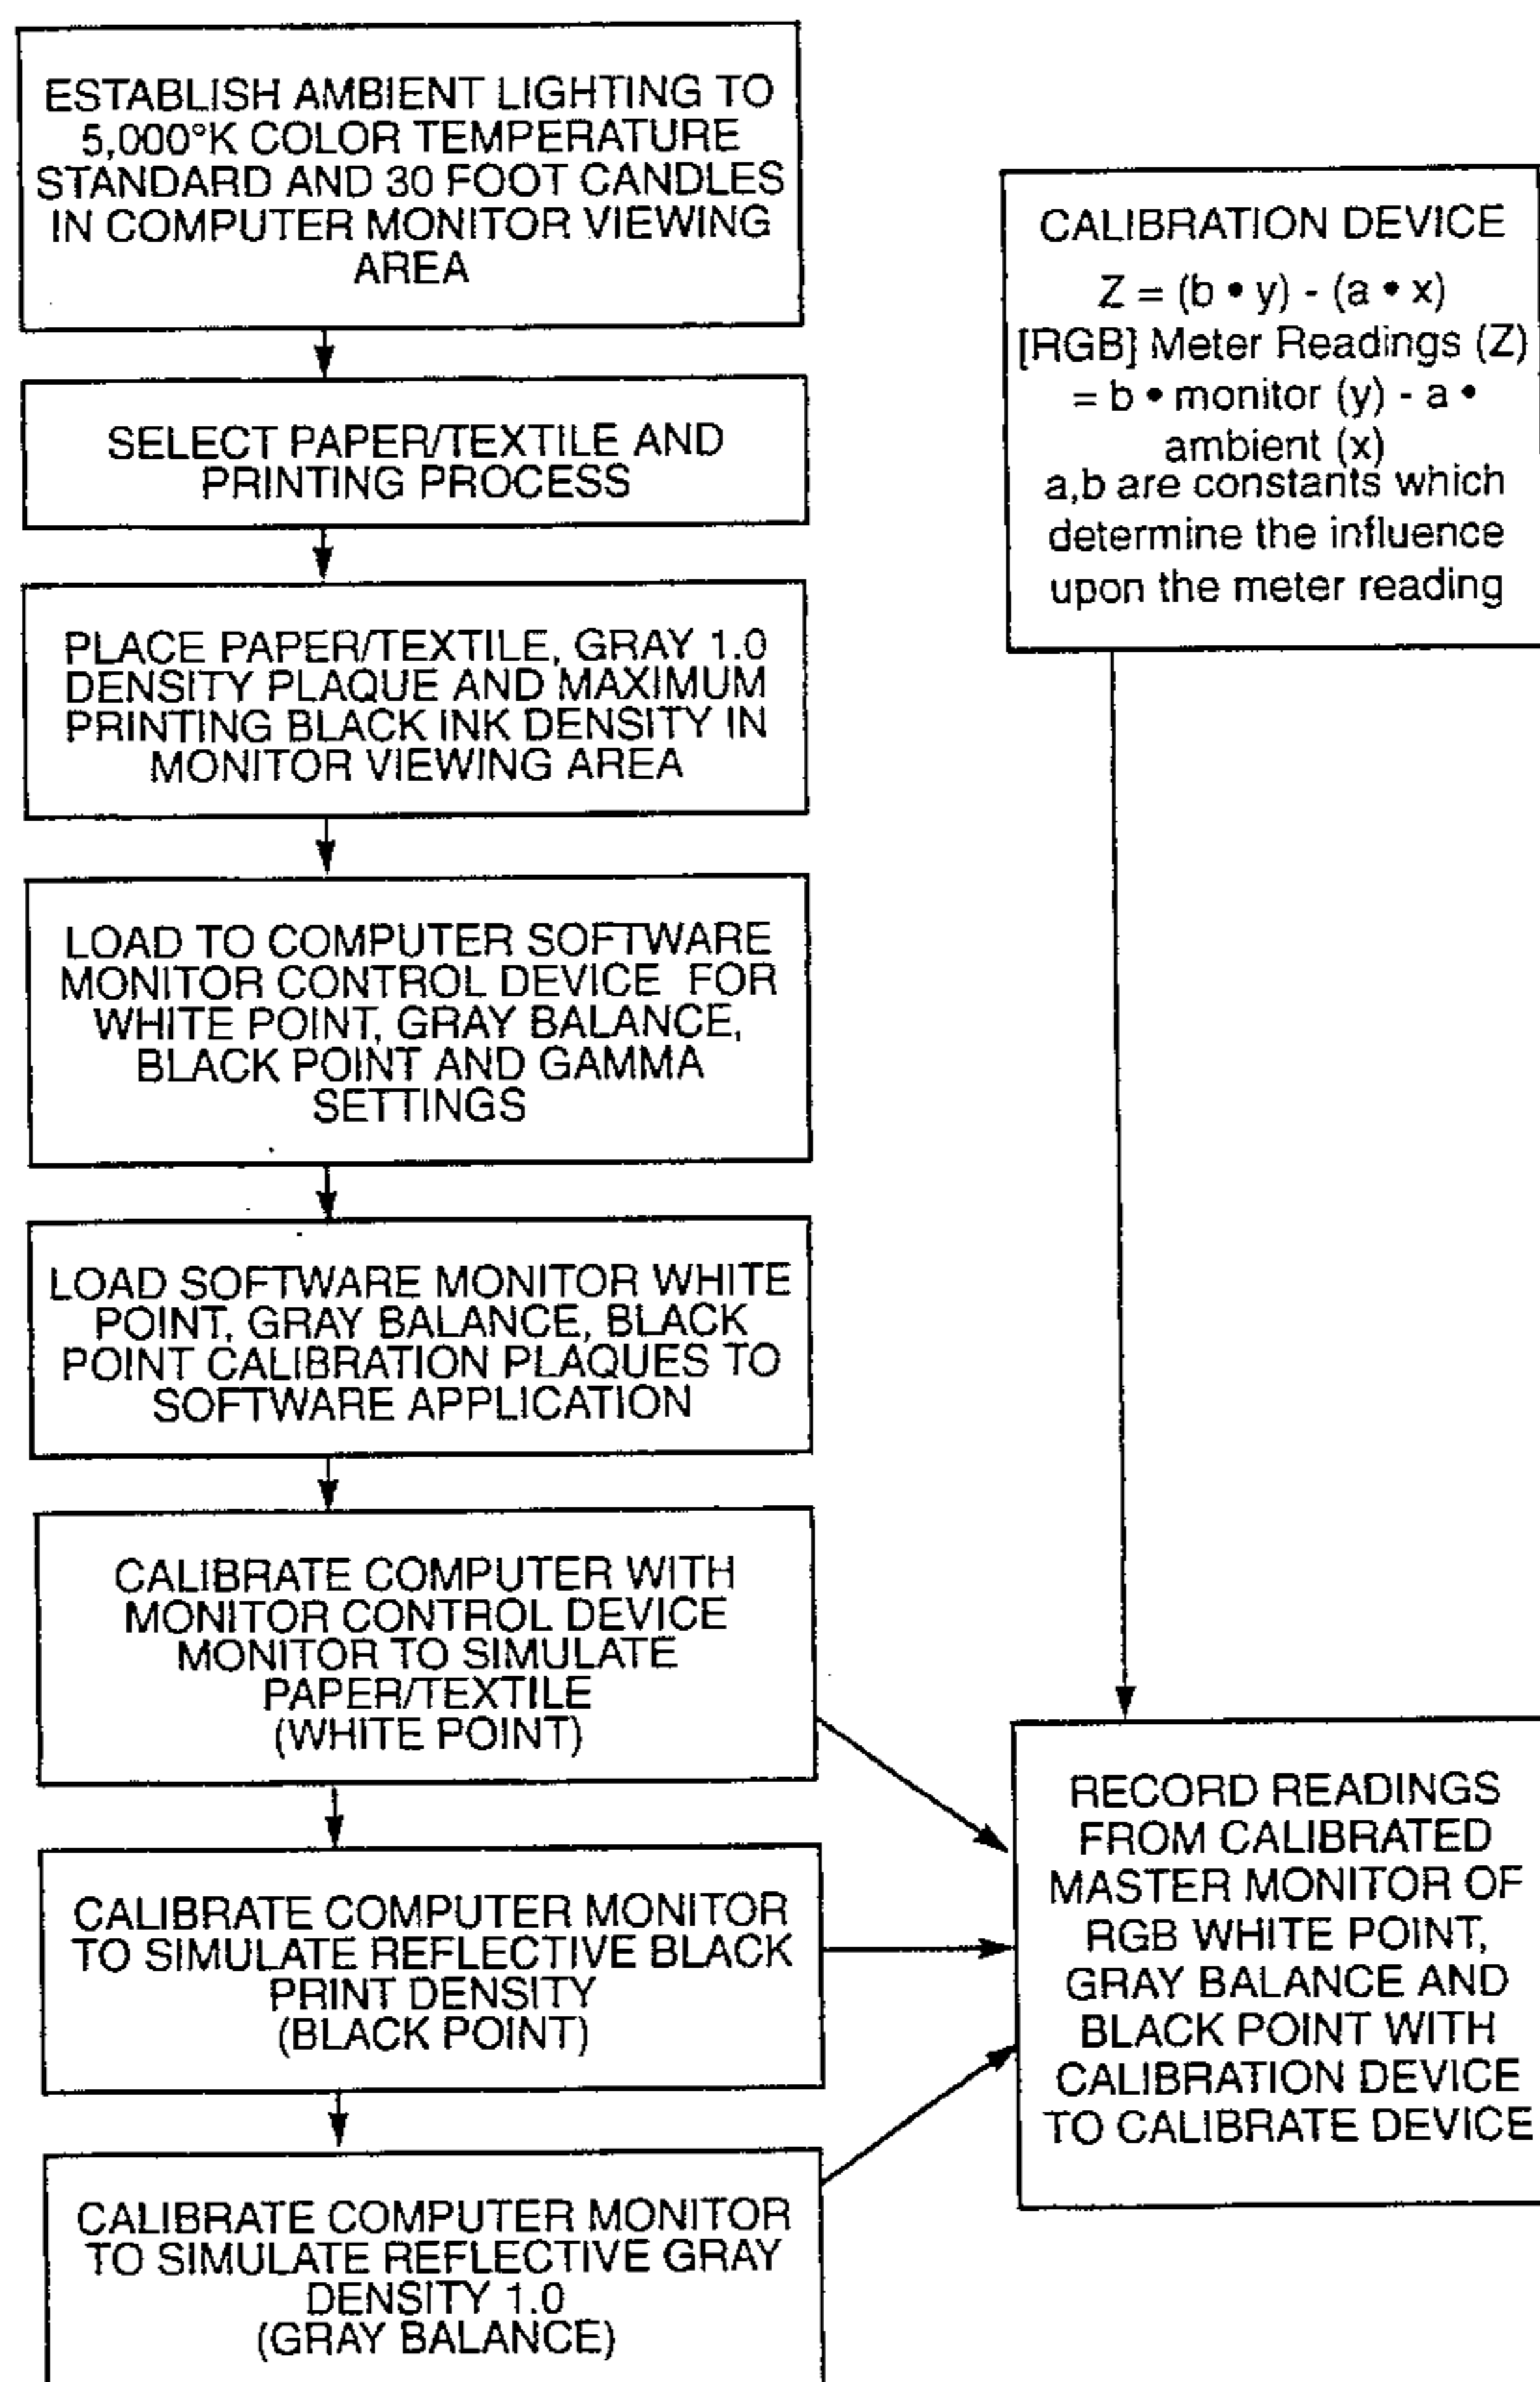 ESTABLISH AMBIENT LIGHTING TO
5,000°K COLOR TEMPERATURE
STANDARD AND 30 FOOT CANDLES
IN COMPUTER MONITOR VIEWING
AREA
SELECT PAPER/TEXTILE AND
PRINTING PROCESS
PLACE PAPER/TEXTILE, GRAY 1.0
DENSITY PLAQUE AND MAXIMUM
PRINTING BLACK INK DENSITY IN
MONITOR VIEWING AREA
LOAD TO COMPUTER SOFTWARE
MONITOR CONTROL DEVICE FOR
WHITE POINT, GRAY BALANCE,
BLACK POINT AND GAMMA
SETTINGS
LOAD SOFTWARE MONITOR WHITE
POINT, GRAY BALANCE, BLACK
POINT CALIBRATION PLAQUES TO
SOFTWARE APPLICATION
CALIBRATE COMPUTER WITH
MONITOR CONTROL DEVICE
MONITOR TO SIMULATE
PAPER/TEXTILE
(WHITE POINT)
CALIBRATE COMPUTER MONITOR
TO SIMULATE REFLECTIVE BLACK
PRINT DENSITY
(BLACK POINT)
CALIBRATE COMPUTER MONITOR
TO SIMULATE REFLECTIVE GRAY
DENSITY 1.0
(GRAY BALANCE)
CALIBRATION DEVICE
Z = (b • y) - (a • x)
[RGB] Meter Readings (Z)
= b • monitor (y) - a •
ambient (x)
a,b are constants which
determine the influence
upon the meter reading
RECORD READINGS
FROM CALIBRATED
MASTER MONITOR OF
RGB WHITE POINT,
GRAY BALANCE AND
BLACK POINT WITH
CALIBRATION DEVICE
TO CALIBRATE DEVICE